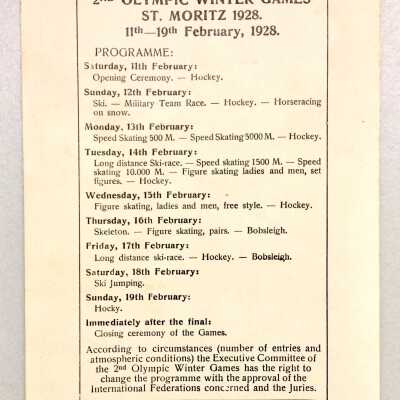 2nd OLYMPIC WINTER GAMES
ST. MORITZ 1928.
11th—19th February, 1928.
PROGRAMME:
Saturday, 11th February:
Opening Ceremony. — Hockey.
Sunday, 12th February:
Ski. — Military Team Race. — Hockey. — Horseracing
on snow.
Monday, 13th February:
Speed Skating 500 M. — Speed Skating 5000 M. — Hockey.
Tuesday, 14th February:
Long distance Ski-race. — Speed skating 1500 M. — Speed
skating 10.000 M. — Figure skating ladies and men, set
figures. — Hockey.
Wednesday, 15th February:
Figure skating, ladies and men, free style. — Hockey.
Thursday, 16th February:
Skeleton. — Figure skating, pairs. — Bobsleigh.
Friday, 17th February:
Long distance ski-race. — Hockey. — Bobsleigh.
Saturday, 18th February:
Ski Jumping.
Sunday, 19th February:
Hocky.
Immediately after the final:
Closing ceremony of the Games.
According to circumstances (number of entries and
atmospheric conditions) the Executive Committee of
the 2nd Olympic Winter Games has the right to
change the programme with the approval of the
International Federations concerned and the Juries.